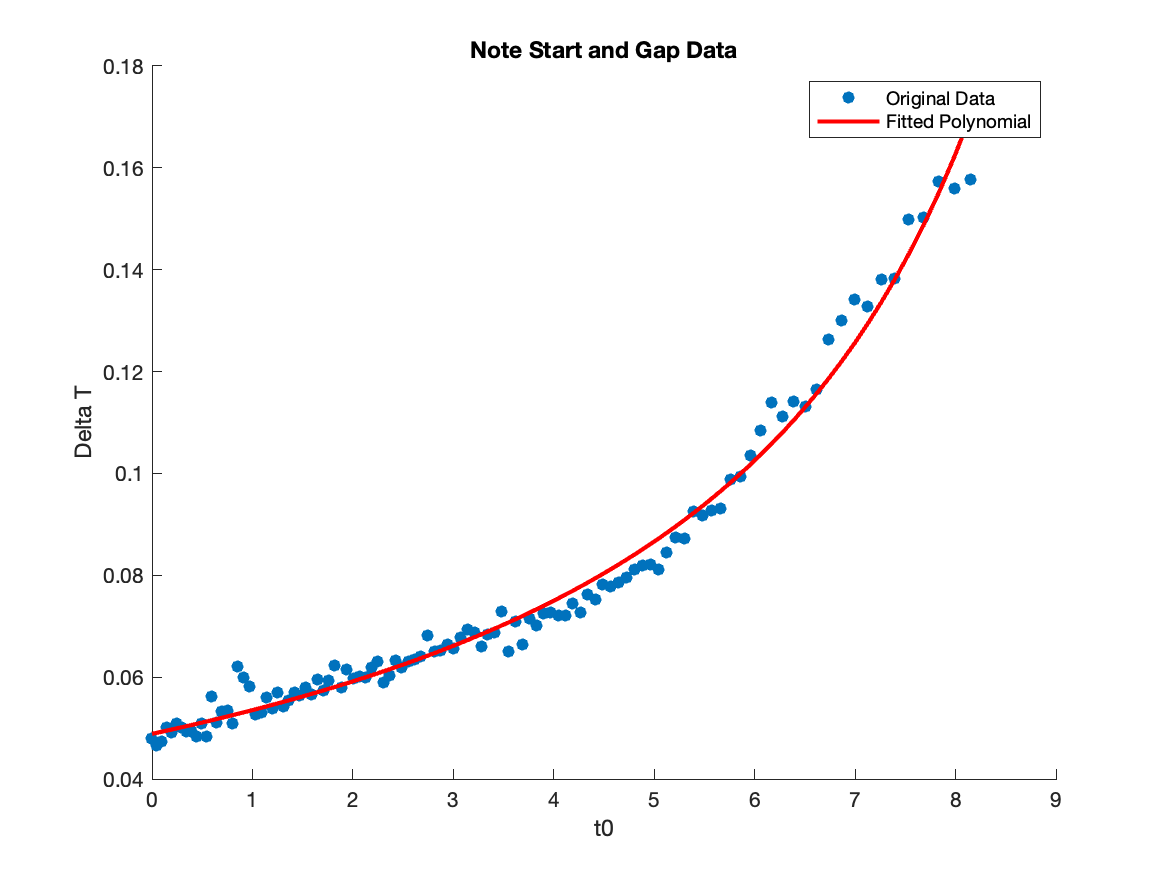 Note Start and Gap Data
0.18
0.16
0.14
0.12
0.1
0.08
0.06
0.04
Delta T
Original Data
Fitted Polynomial
0 1 2 3 4 5 6 7 8 9
t0